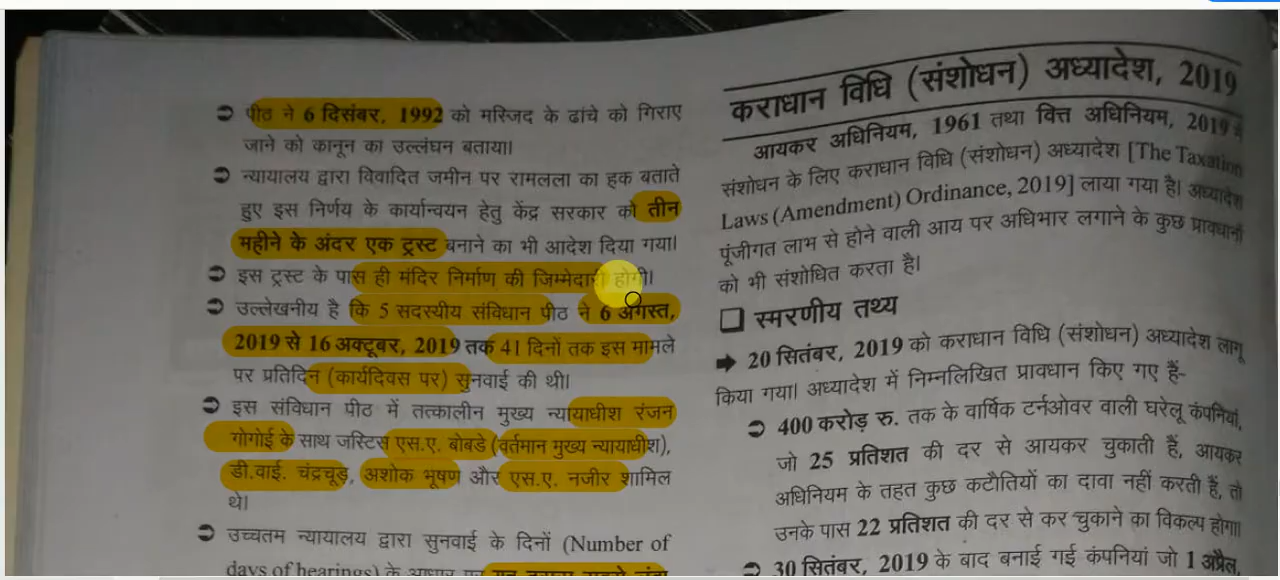 ➲ पीठ ने 6 दिसंबर, 1992 को मस्जिद के ढांचे को गिराए
जाने को कानून का उल्लंघन बताया।
➲ न्यायालय द्वारा विवादित जमीन पर रामलला का हक बताते
हुए इस निर्णय के कार्यान्वयन हेतु केंद्र सरकार को तीन
महीने के अंदर एक ट्रस्ट बनाने का भी आदेश दिया गया।
➲ इस ट्रस्ट के पास ही मंदिर निर्माण की जिम्मेदारी होगी।
➲ उल्लेखनीय है कि 5 सदस्यीय संविधान पीठ ने 6 अगस्त,
2019 से 16 अक्टूबर, 2019 तक 41 दिनों तक इस मामले
पर प्रतिदिन (कार्यदिवस पर) सुनवाई की थी।
➲ इस संविधान पीठ में तत्कालीन मुख्य न्यायाधीश रंजन
गोगोई के साथ जस्टिस एस.ए. बोबडे (वर्तमान मुख्य न्यायाधीश),
डी.वाई. चंद्रचूड़, अशोक भूषण और एस.ए. नजीर शामिल
थे।
➲ उच्चतम न्यायालय द्वारा सुनवाई के दिनों (Number of
days of hearings) के आधार पर
कराधान विधि (संशोधन) अध्यादेश, 2019
आयकर अधिनियम, 1961 तथा वित्त अधिनियम, 2019 में
संशोधन के लिए कराधान विधि (संशोधन) अध्यादेश [The Taxation
Laws (Amendment) Ordinance, 2019] लाया गया है। अध्यादेश
पूंजीगत लाभ से होने वाली आय पर अधिभार लगाने के कुछ प्रावधानों
को भी संशोधित करता है।
❑ स्मरणीय तथ्य
➡ 20 सितंबर, 2019 को कराधान विधि (संशोधन) अध्यादेश लागू
किया गया। अध्यादेश में निम्नलिखित प्रावधान किए गए हैं-
➲ 400 करोड़ रु. तक के वार्षिक टर्नओवर वाली घरेलू कंपनियां,
जो 25 प्रतिशत की दर से आयकर चुकाती हैं, आयकर
अधिनियम के तहत कुछ कटौतियों का दावा नहीं करती हैं, तो
उनके पास 22 प्रतिशत की दर से कर चुकाने का विकल्प होगा।
➲ 30 सितंबर, 2019 के बाद बनाई गई कंपनियां जो 1 अप्रैल,